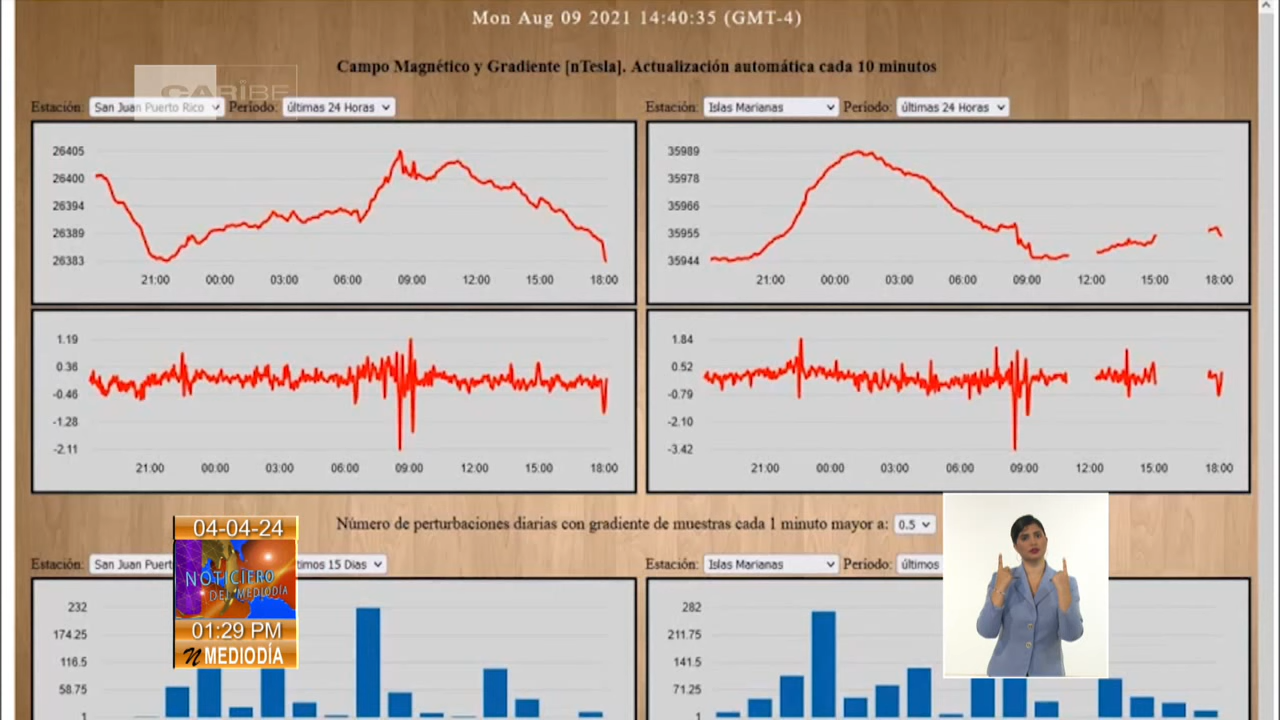 Mon Aug 09 2021 14:40:35 (GMT-4)
Campo Magnético y Gradiente [nTesla]. Actualización automática cada 10 minutos
CARIBE
Estación: San Juan Puerto Rico Período: últimas 24 Horas
Estación: Islas Marianas Período: últimas 24 Horas
26405
26400
26394
26389
26383
21:00 00:00 03:00 06:00 09:00 12:00 15:00 18:00
35989
35978
35966
35955
35944
21:00 00:00 03:00 06:00 09:00 12:00 15:00 18:00
1.19
0.36
-0.46
-1.28
-2.11
21:00 00:00 03:00 06:00 09:00 12:00 15:00 18:00
1.84
0.52
-0.79
-2.10
-3.42
21:00 00:00 03:00 06:00 09:00 12:00 15:00 18:00
Número de perturbaciones diarias con gradiente de muestras cada 1 minuto mayor a: 0.5
Estación: San Juan Puert timos 15 Dias
Estación: Islas Marianas Período: últimos
232
174.25
116.5
58.75
1
282
211.75
141.5
71.25
1
04-04-24
NOTICIERO
DEL MEDIODÍA
01:29 PM
N MEDIODÍA